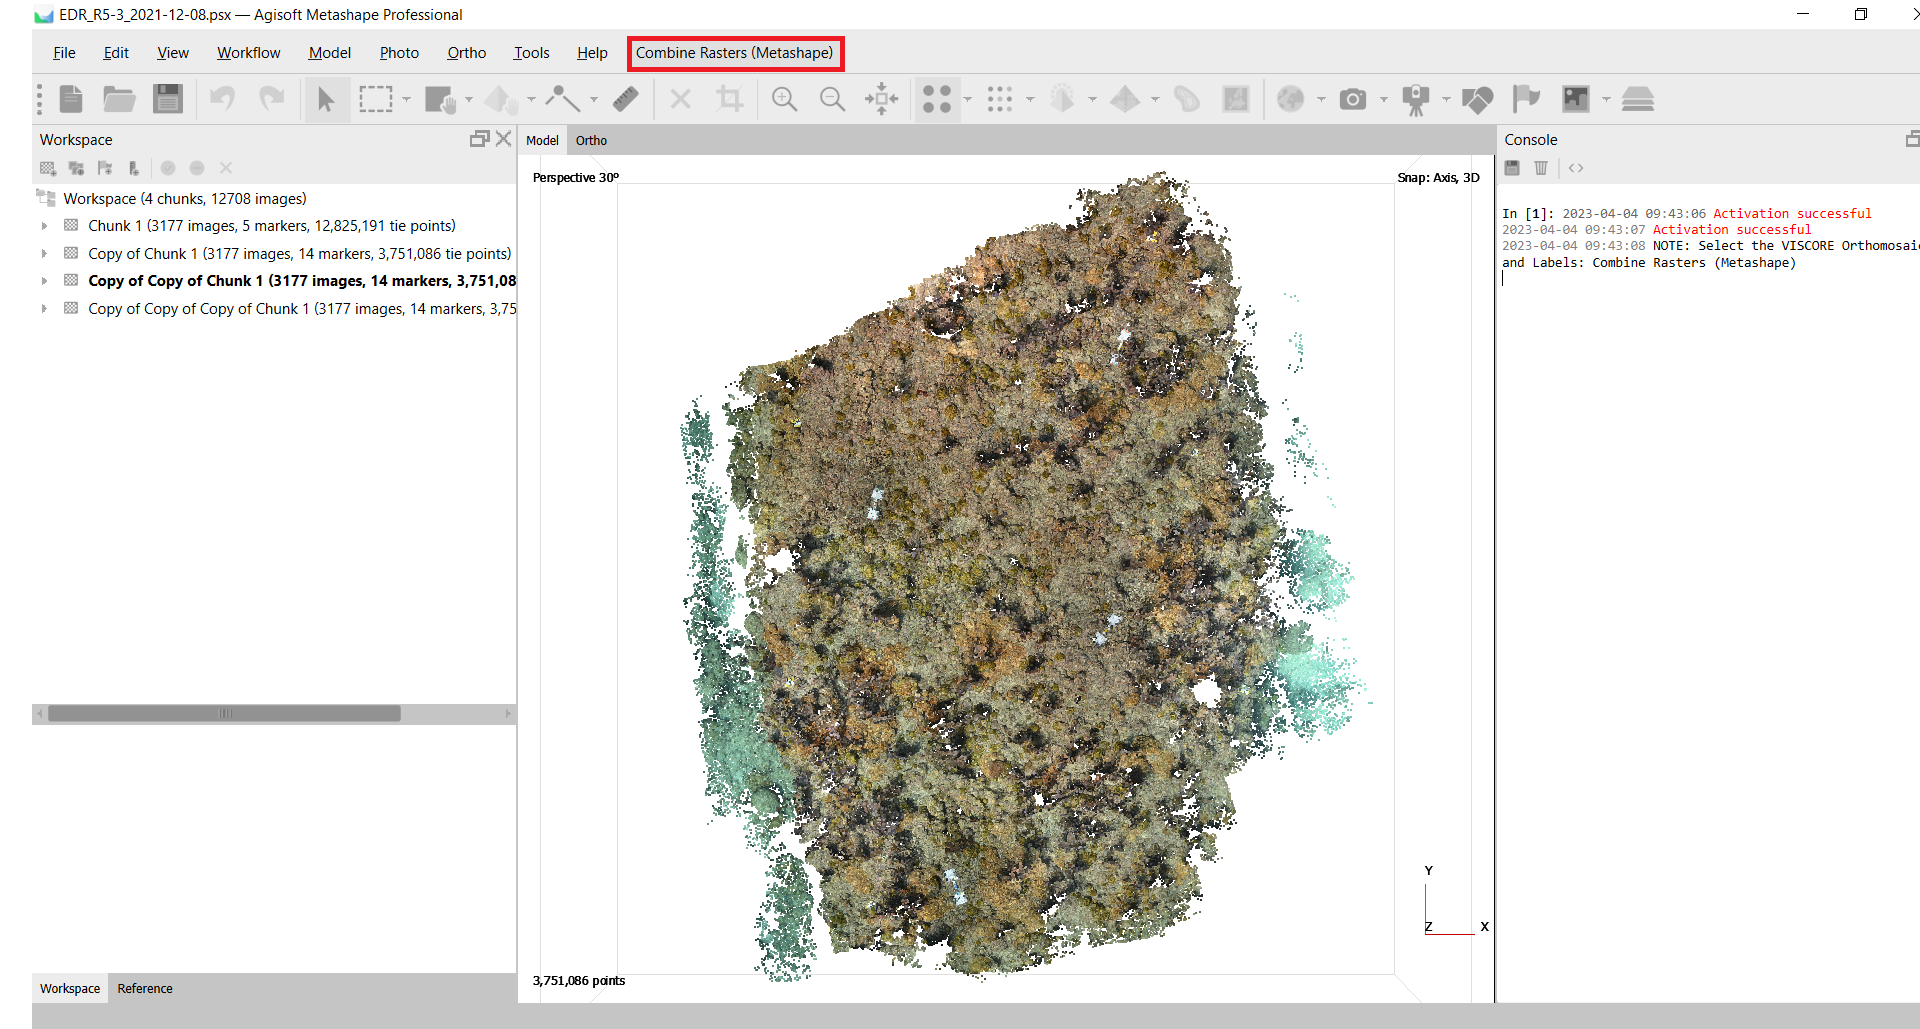 EDR_R5-3_2021-12-08.psx — Agisoft Metashape Professional
File Edit View Workflow Model Photo Ortho Tools Help Combine Rasters (Metashape)
Workspace
Model Ortho
Console
Workspace (4 chunks, 12708 images)
Chunk 1 (3177 images, 5 markers, 12,825,191 tie points)
Copy of Chunk 1 (3177 images, 14 markers, 3,751,086 tie points)
Copy of Copy of Chunk 1 (3177 images, 14 markers, 3,751,08
Copy of Copy of Copy of Chunk 1 (3177 images, 14 markers, 3,75
Perspective 30°
Snap: Axis, 3D
In [1]: 2023-04-04 09:43:06 Activation successful
2023-04-04 09:43:07 Activation successful
2023-04-04 09:43:08 NOTE: Select the VISCORE Orthomosaic
and Labels: Combine Rasters (Metashape)
Y
Z X
3,751,086 points
Workspace Reference